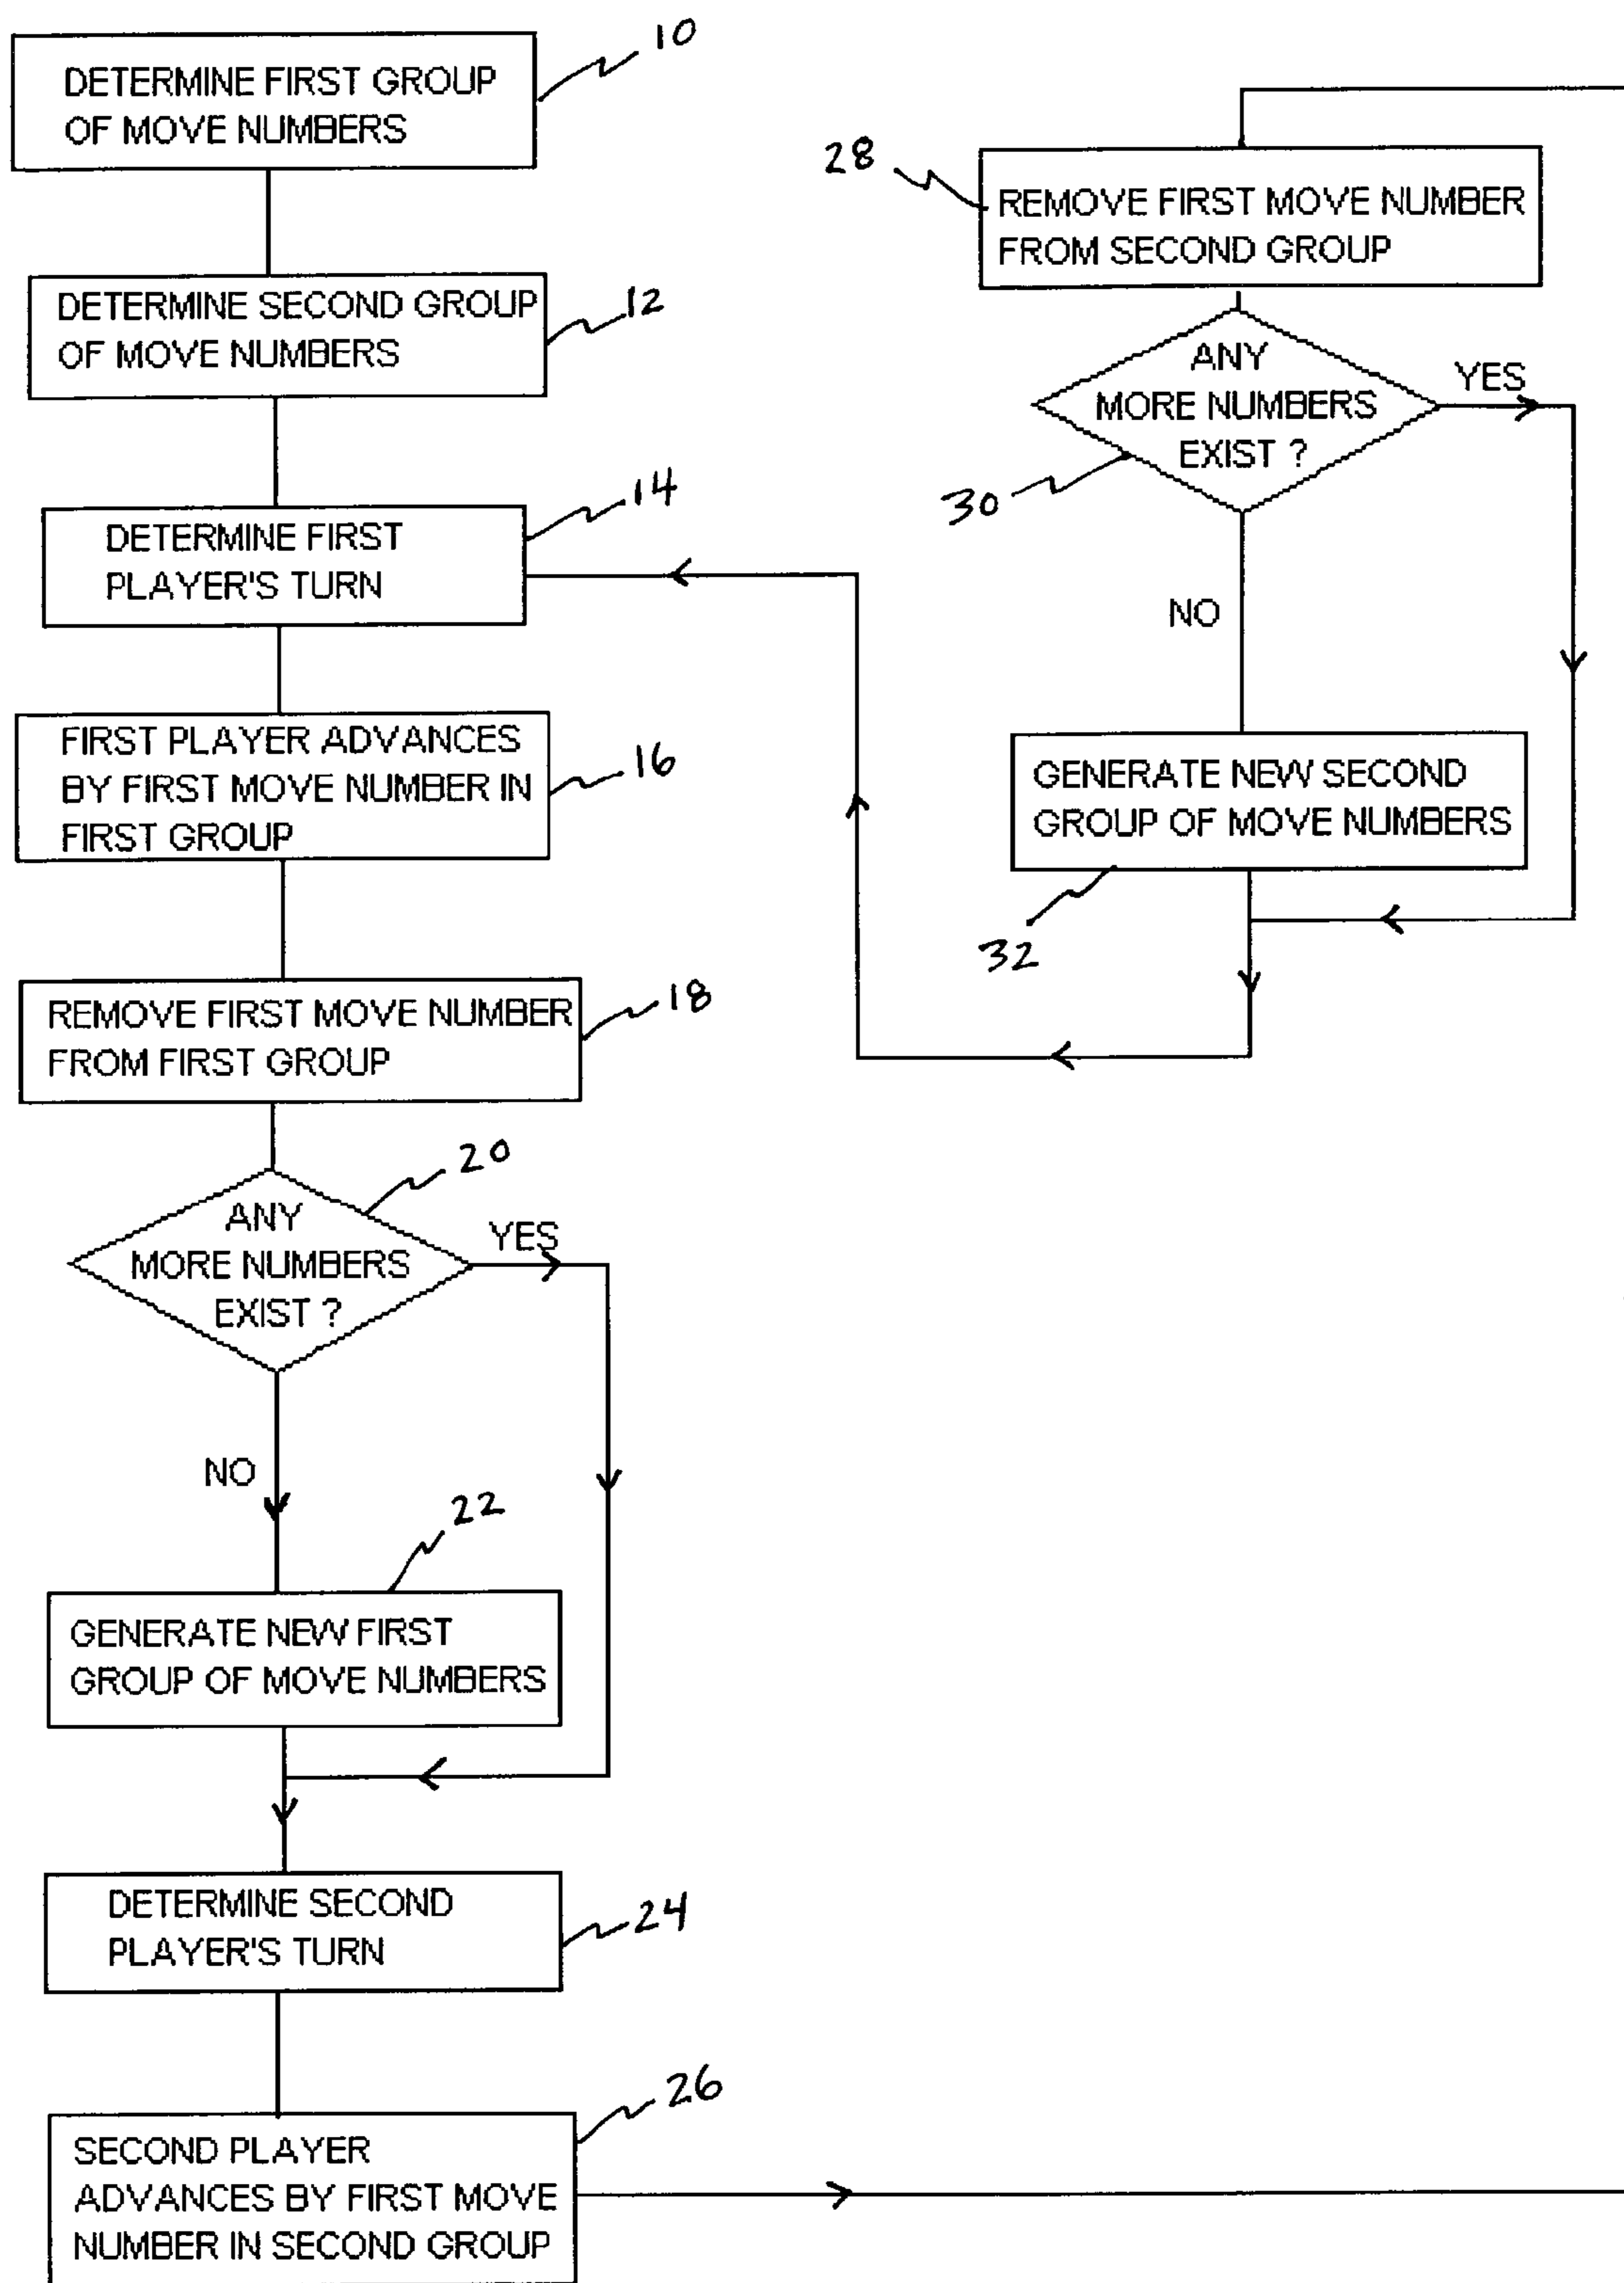 10
DETERMINE FIRST GROUP
OF MOVE NUMBERS
12
DETERMINE SECOND GROUP
OF MOVE NUMBERS
14
DETERMINE FIRST
PLAYER'S TURN
16
FIRST PLAYER ADVANCES
BY FIRST MOVE NUMBER IN
FIRST GROUP
18
REMOVE FIRST MOVE NUMBER
FROM FIRST GROUP
20
ANY
MORE NUMBERS
EXIST ?
YES
NO
22
GENERATE NEW FIRST
GROUP OF MOVE NUMBERS
24
DETERMINE SECOND
PLAYER'S TURN
26
SECOND PLAYER
ADVANCES BY FIRST MOVE
NUMBER IN SECOND GROUP
28
REMOVE FIRST MOVE NUMBER
FROM SECOND GROUP
ANY
MORE NUMBERS
EXIST ?
YES
30
NO
GENERATE NEW SECOND
GROUP OF MOVE NUMBERS
32